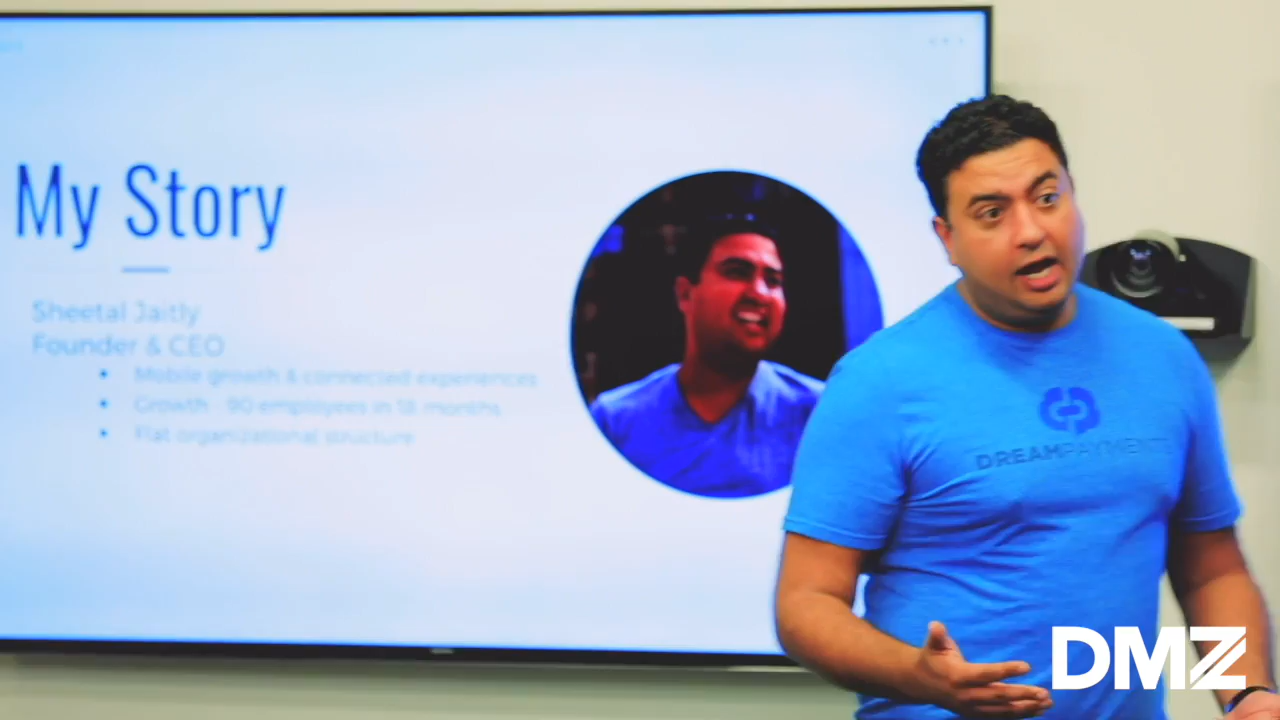 My Story
Sheetal Jaitly
Founder & CEO
• Mobile growth & connected experiences
• Growth 90 employees in 18 months
• Flat organizational structure
DREAMPAYMENTS
DMZ